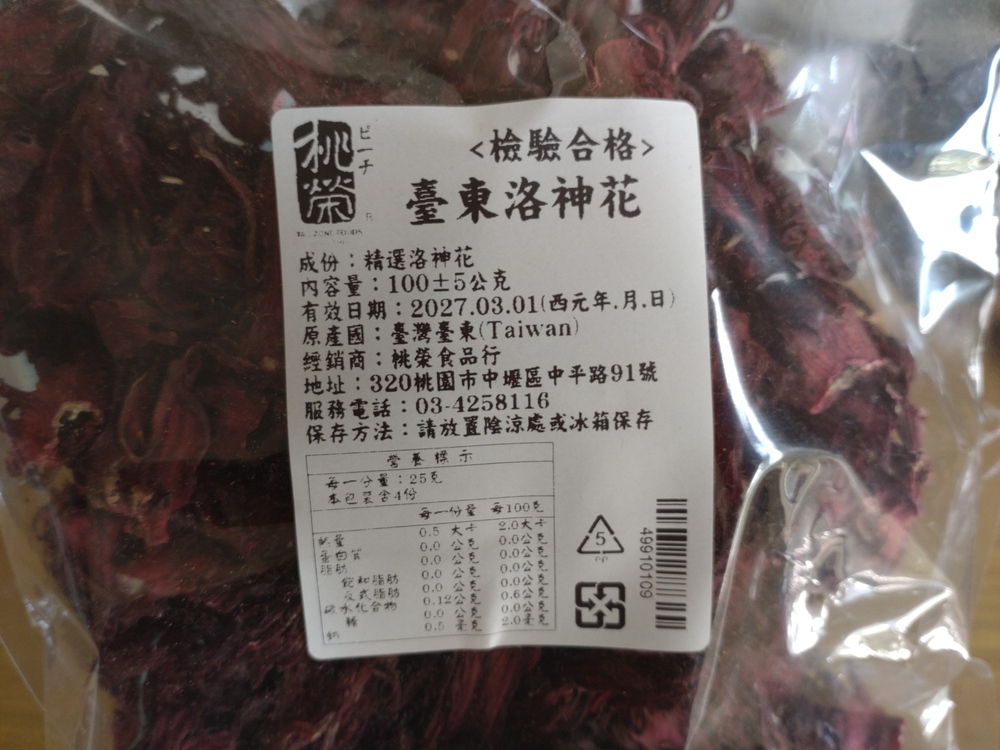 桃榮
ピーチ
R
<檢驗合格>
臺東洛神花
成份：精選洛神花
內容量：100±5公克
有效日期：2027.03.01(西元年.月.日)
原產國：臺灣臺東(Taiwan)
經銷商：桃榮食品行
地址：320桃園市中壢區中平路91號
服務電話：03-4258116
保存方法：請放置陰涼處或冰箱保存
營養標示
每一份量：25克
本包裝含4份
每一份量 每100克
熱量 0.5 大卡 2.0大卡
蛋白質 0.0 公克 0.0公克
脂肪 0.0 公克 0.0公克
飽和脂肪 0.0 公克 0.0公克
反式脂肪 0.0 公克 0.0公克
碳水化合物 0.12公克 0.6公克
糖 0.0 公克 0.0公克
鈉 0.5 毫克 2.0毫克
5
PP
49910109